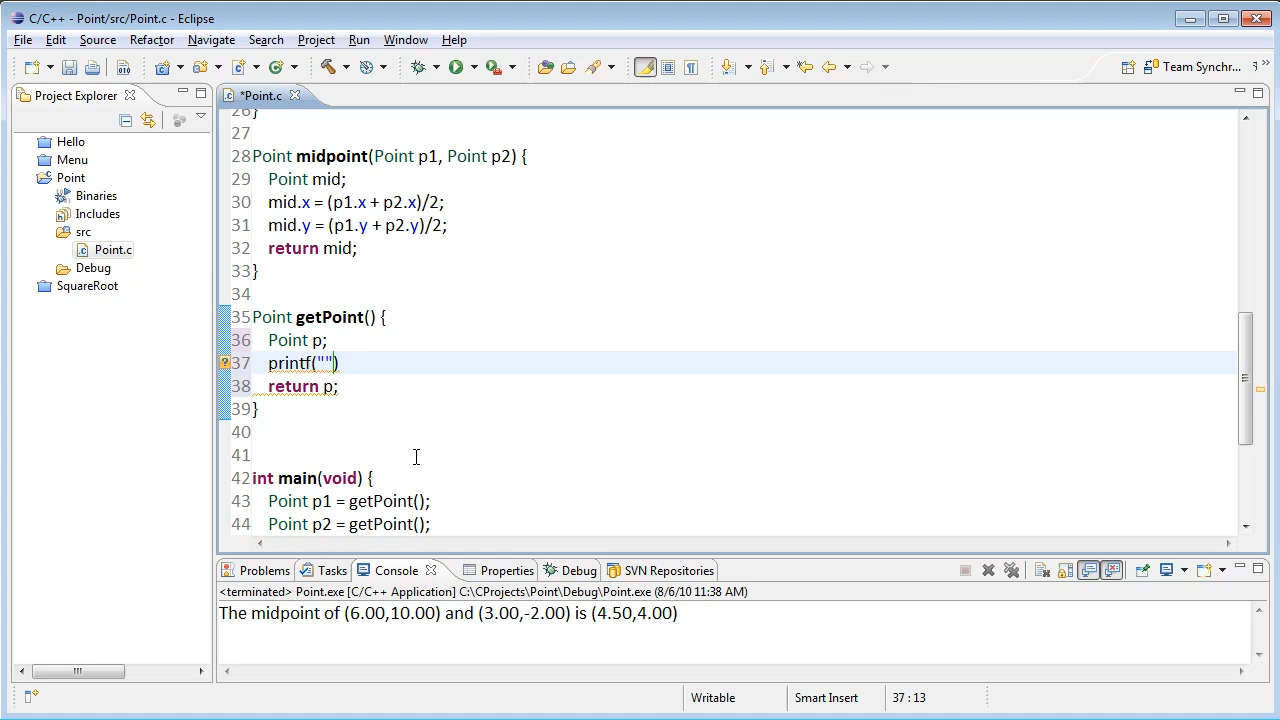 C/C++ - Point/src/Point.c - Eclipse
File Edit Source Refactor Navigate Search Project Run Window Help
Team Synchr...
Project Explorer
*Point.c
Hello
Menu
Point
Binaries
Includes
src
Point.c
Debug
SquareRoot
26}
27
28Point midpoint(Point p1, Point p2) {
29 Point mid;
30 mid.x = (p1.x + p2.x)/2;
31 mid.y = (p1.y + p2.y)/2;
32 return mid;
33}
34
35Point getPoint() {
36 Point p;
37 printf("")
38 return p;
39}
40
41
42int main(void) {
43 Point p1 = getPoint();
44 Point p2 = getPoint();
Problems Tasks Console Properties Debug SVN Repositories
<terminated> Point.exe [C/C++ Application] C:\CProjects\Point\Debug\Point.exe (8/6/10 11:38 AM)
The midpoint of (6.00,10.00) and (3.00,-2.00) is (4.50,4.00)
Writable Smart Insert 37 : 13